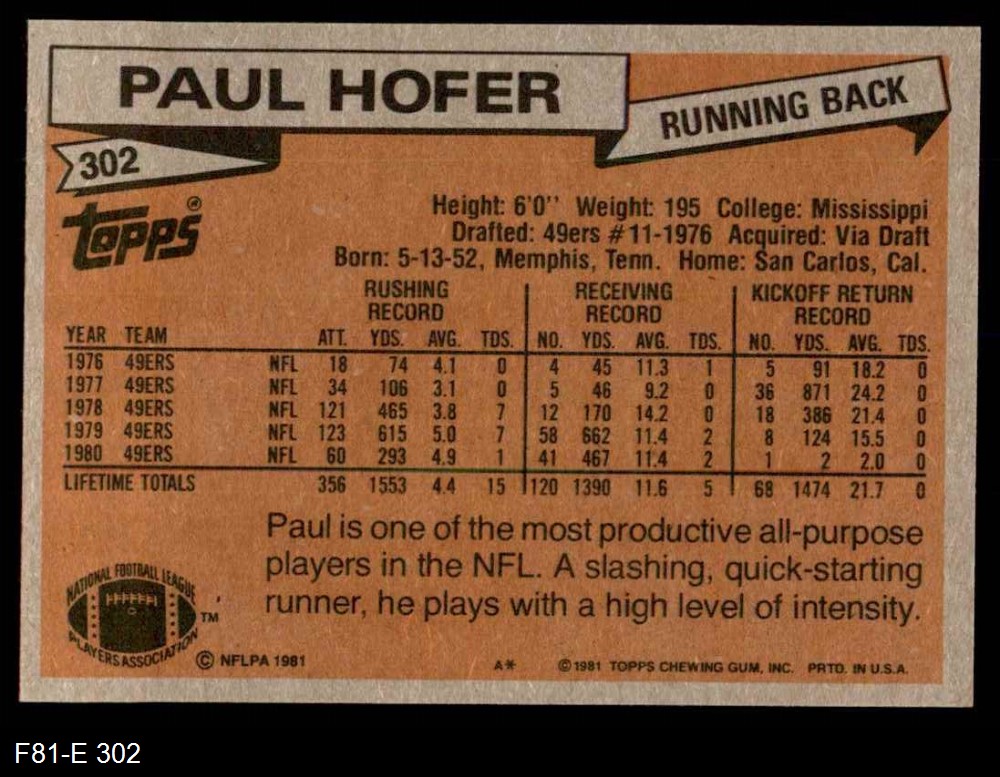 PAUL HOFER
RUNNING BACK
302
TOPPS®
Height: 6'0'' Weight: 195 College: Mississippi
Drafted: 49ers #11-1976 Acquired: Via Draft
Born: 5-13-52, Memphis, Tenn. Home: San Carlos, Cal.
RUSHING RECORD RECEIVING RECORD KICKOFF RETURN RECORD
YEAR TEAM ATT. YDS. AVG. TDS. NO. YDS. AVG. TDS. NO. YDS. AVG. TDS.
1976 49ERS NFL 18 74 4.1 0 4 45 11.3 1 5 91 18.2 0
1977 49ERS NFL 34 106 3.1 0 5 46 9.2 0 36 871 24.2 0
1978 49ERS NFL 121 465 3.8 7 12 170 14.2 0 18 386 21.4 0
1979 49ERS NFL 123 615 5.0 7 58 662 11.4 2 8 124 15.5 0
1980 49ERS NFL 60 293 4.9 1 41 467 11.4 2 1 2 2.0 0
LIFETIME TOTALS 356 1553 4.4 15 120 1390 11.6 5 68 1474 21.7 0
Paul is one of the most productive all-purpose
players in the NFL. A slashing, quick-starting
runner, he plays with a high level of intensity.
NATIONAL FOOTBALL LEAGUE
PLAYERS ASSOCIATION
TM
© NFLPA 1981 A* ©1981 TOPPS CHEWING GUM, INC. PRTD. IN U.S.A.
F81-E 302